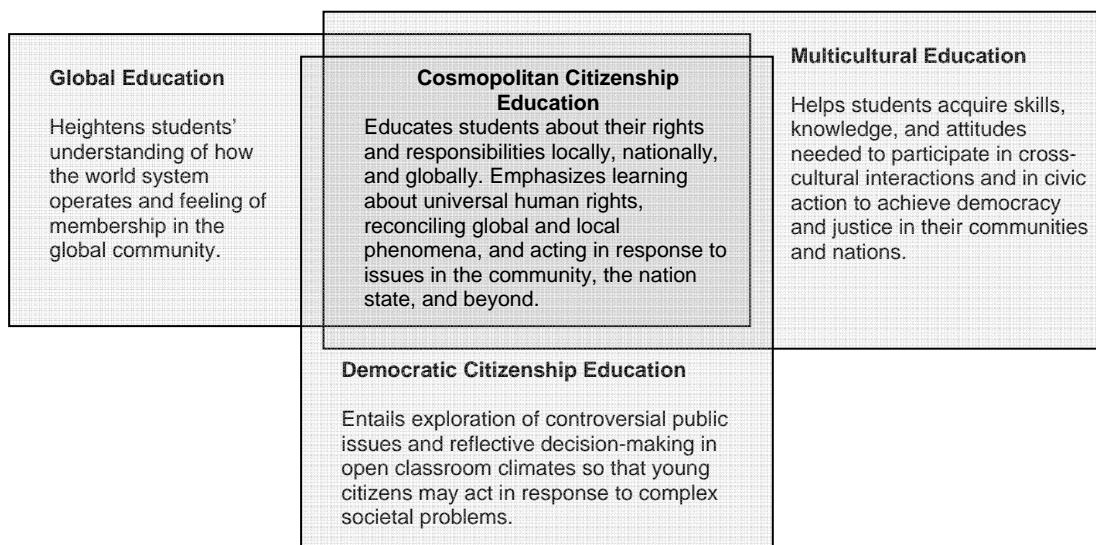 Global Education
Heightens students’
understanding of how
the world system
operates and feeling of
membership in the
global community.
Cosmopolitan Citizenship
Education
Educates students about their rights
and responsibilities locally, nationally,
and globally. Emphasizes learning
about universal human rights,
reconciling global and local
phenomena, and acting in response to
issues in the community, the nation
state, and beyond.
Multicultural Education
Helps students acquire skills,
knowledge, and attitudes
needed to participate in cross-
cultural interactions and in civic
action to achieve democracy
and justice in their communities
and nations.
Democratic Citizenship Education
Entails exploration of controversial public
issues and reflective decision-making in
open classroom climates so that young
citizens may act in response to complex
societal problems.